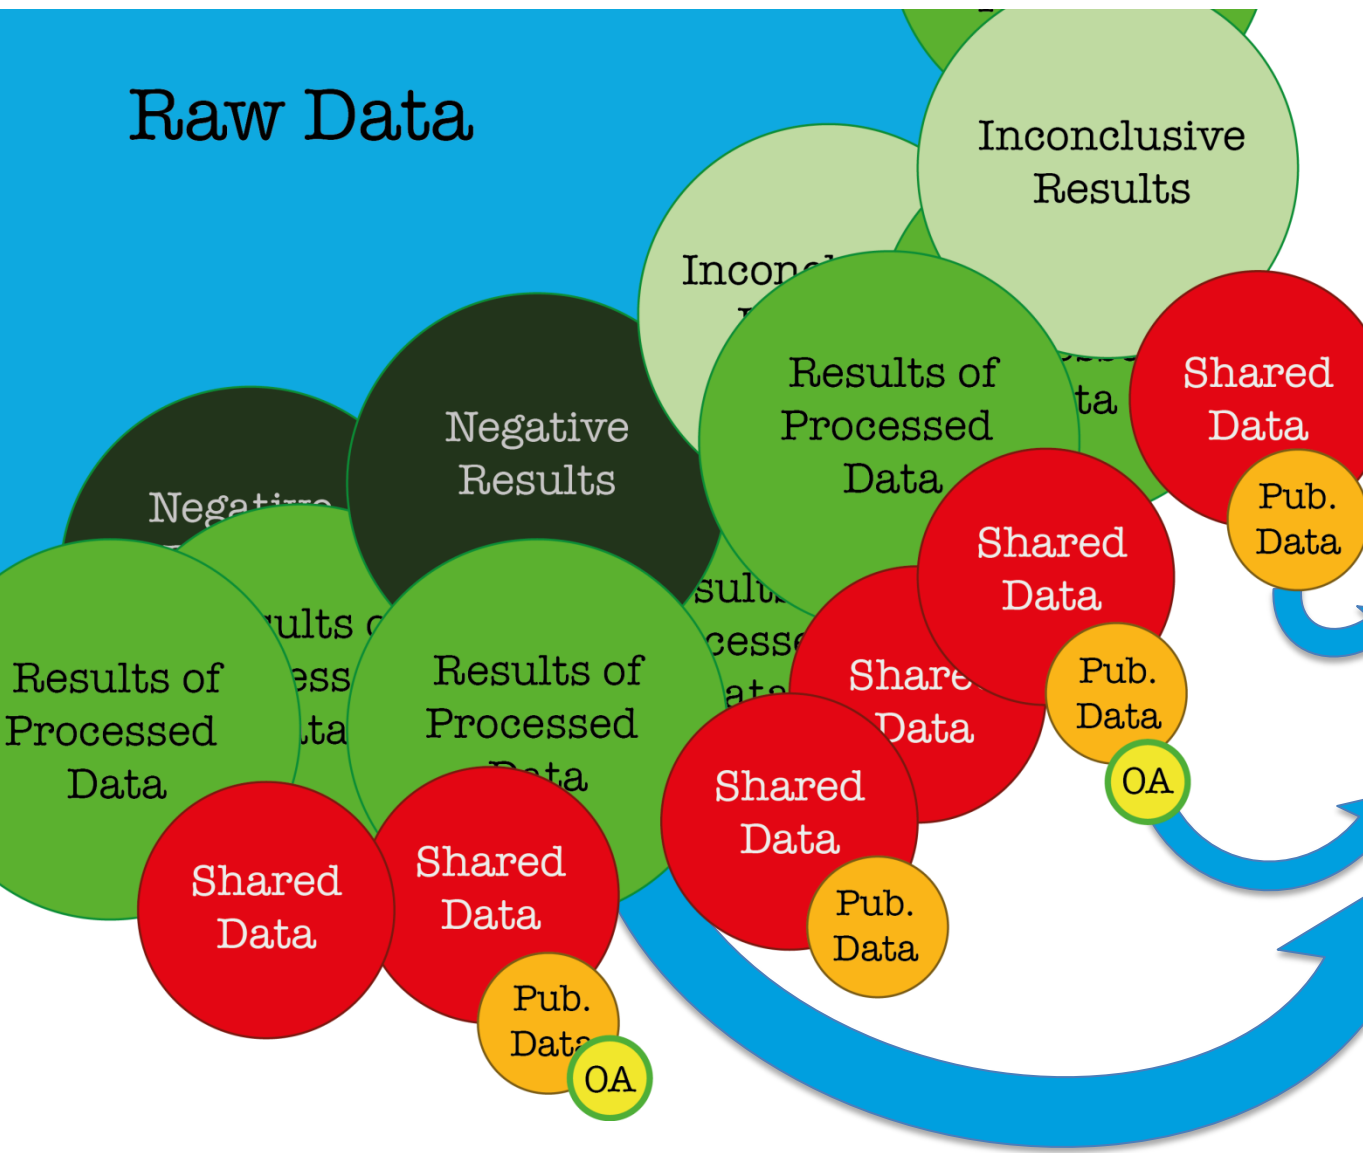 Raw Data
Inconclusive
Results
Results of
Processed
Data
Shared
Data
Pub.
Data
Negative
Results
Shared
Data
Pub.
Data
OA
Data
Results of
Processed
Data
Results of
Processed
Shared
Data
Pub.
Data
Shared
Data
Shared
Data
Pub.
OA